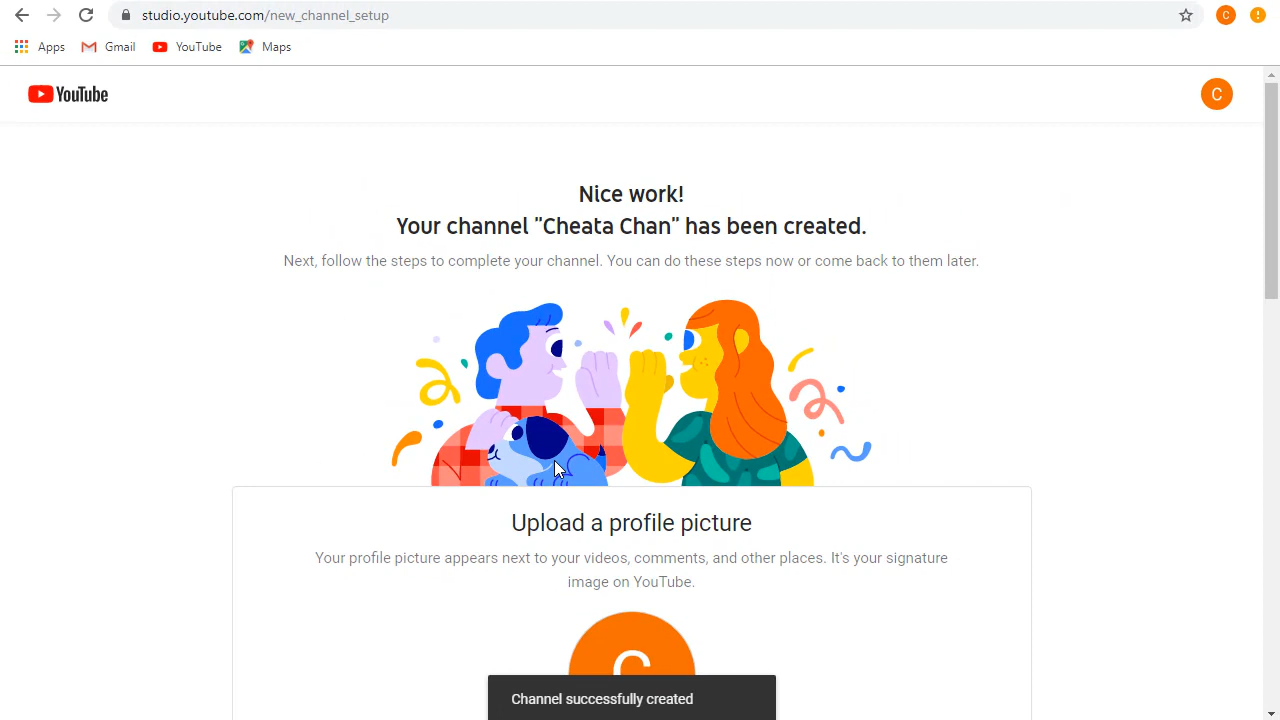 studio.youtube.com/new_channel_setup
C
Apps
Gmail
YouTube
Maps
YouTube
C
Nice work!
Your channel "Cheata Chan" has been created.
Next, follow the steps to complete your channel. You can do these steps now or come back to them later.
Upload a profile picture
Your profile picture appears next to your videos, comments, and other places. It's your signature
image on YouTube.
C
Channel successfully created